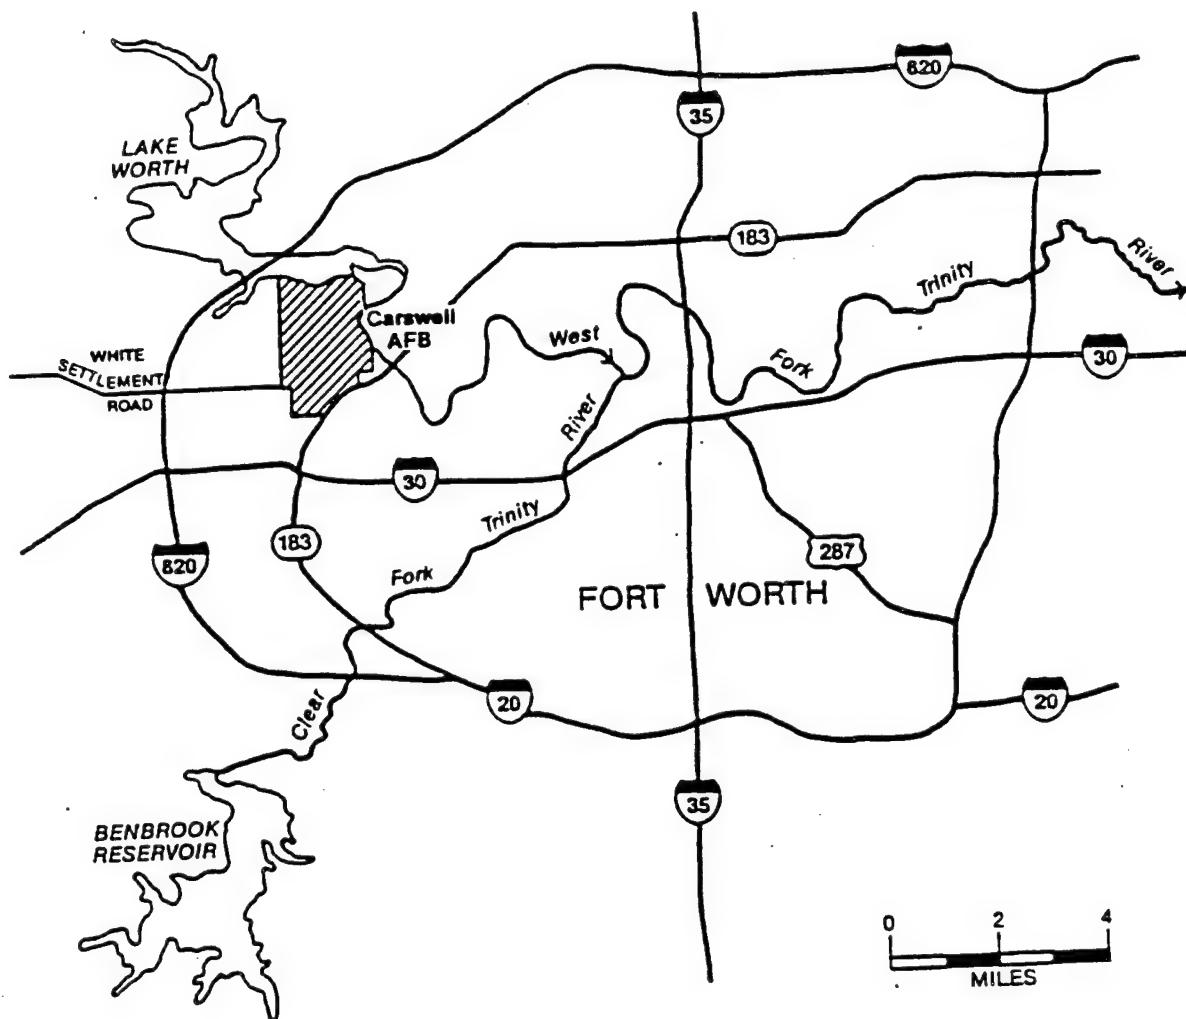 820
35
LAKE
WORTH
183
River
Trinity
Carswell
AFB
West
WHITE
SETTLEMENT
ROAD
Fork
30
River
30
Trinity
183
820
287
Fork
FORT WORTH
Clear
20
20
35
BENBROOK
RESERVOIR
0 2 4
MILES